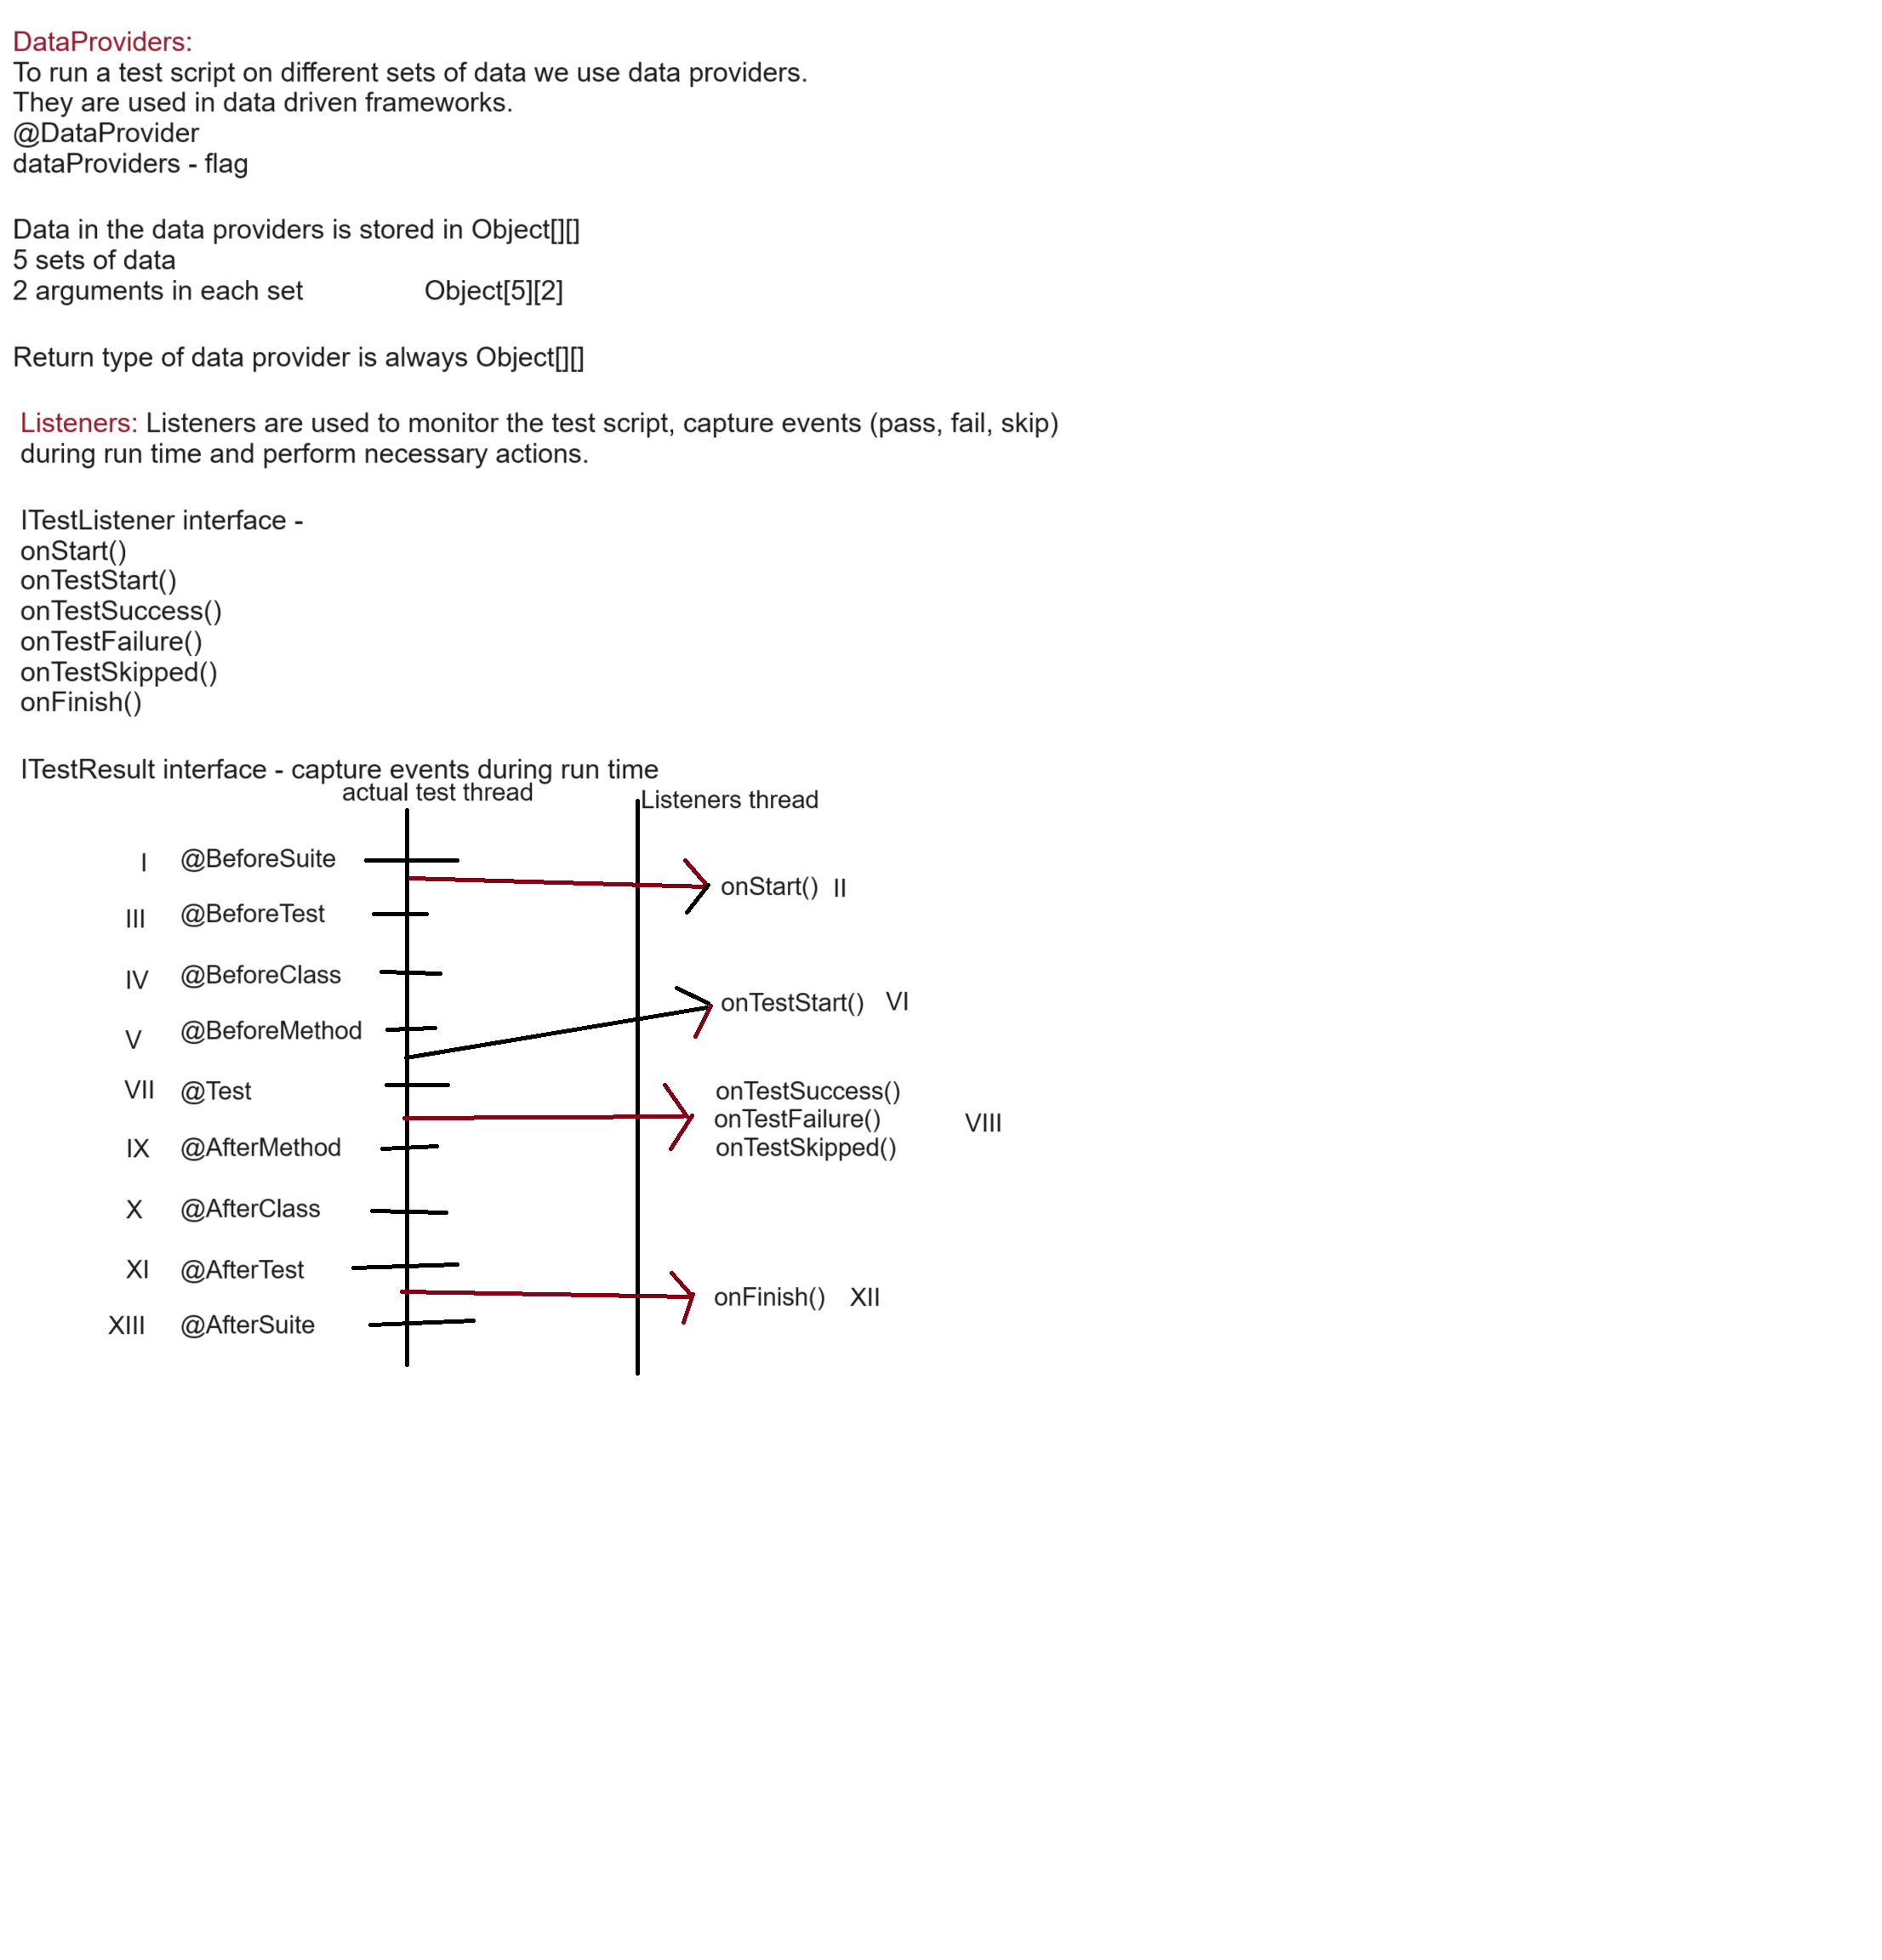 DataProviders:
To run a test script on different sets of data we use data providers.
They are used in data driven frameworks.
@DataProvider
dataProviders - flag
Data in the data providers is stored in Object[][]
5 sets of data
2 arguments in each set Object[5][2]
Return type of data provider is always Object[][]
Listeners: Listeners are used to monitor the test script, capture events (pass, fail, skip)
during run time and perform necessary actions.
ITestListener interface -
onStart()
onTestStart()
onTestSuccess()
onTestFailure()
onTestSkipped()
onFinish()
ITestResult interface - capture events during run time
actual test thread Listeners thread
I @BeforeSuite
onStart() II
III @BeforeTest
IV @BeforeClass
onTestStart() VI
V @BeforeMethod
VII @Test onTestSuccess()
onTestFailure() VIII
IX @AfterMethod onTestSkipped()
X @AfterClass
XI @AfterTest
onFinish() XII
XIII @AfterSuite